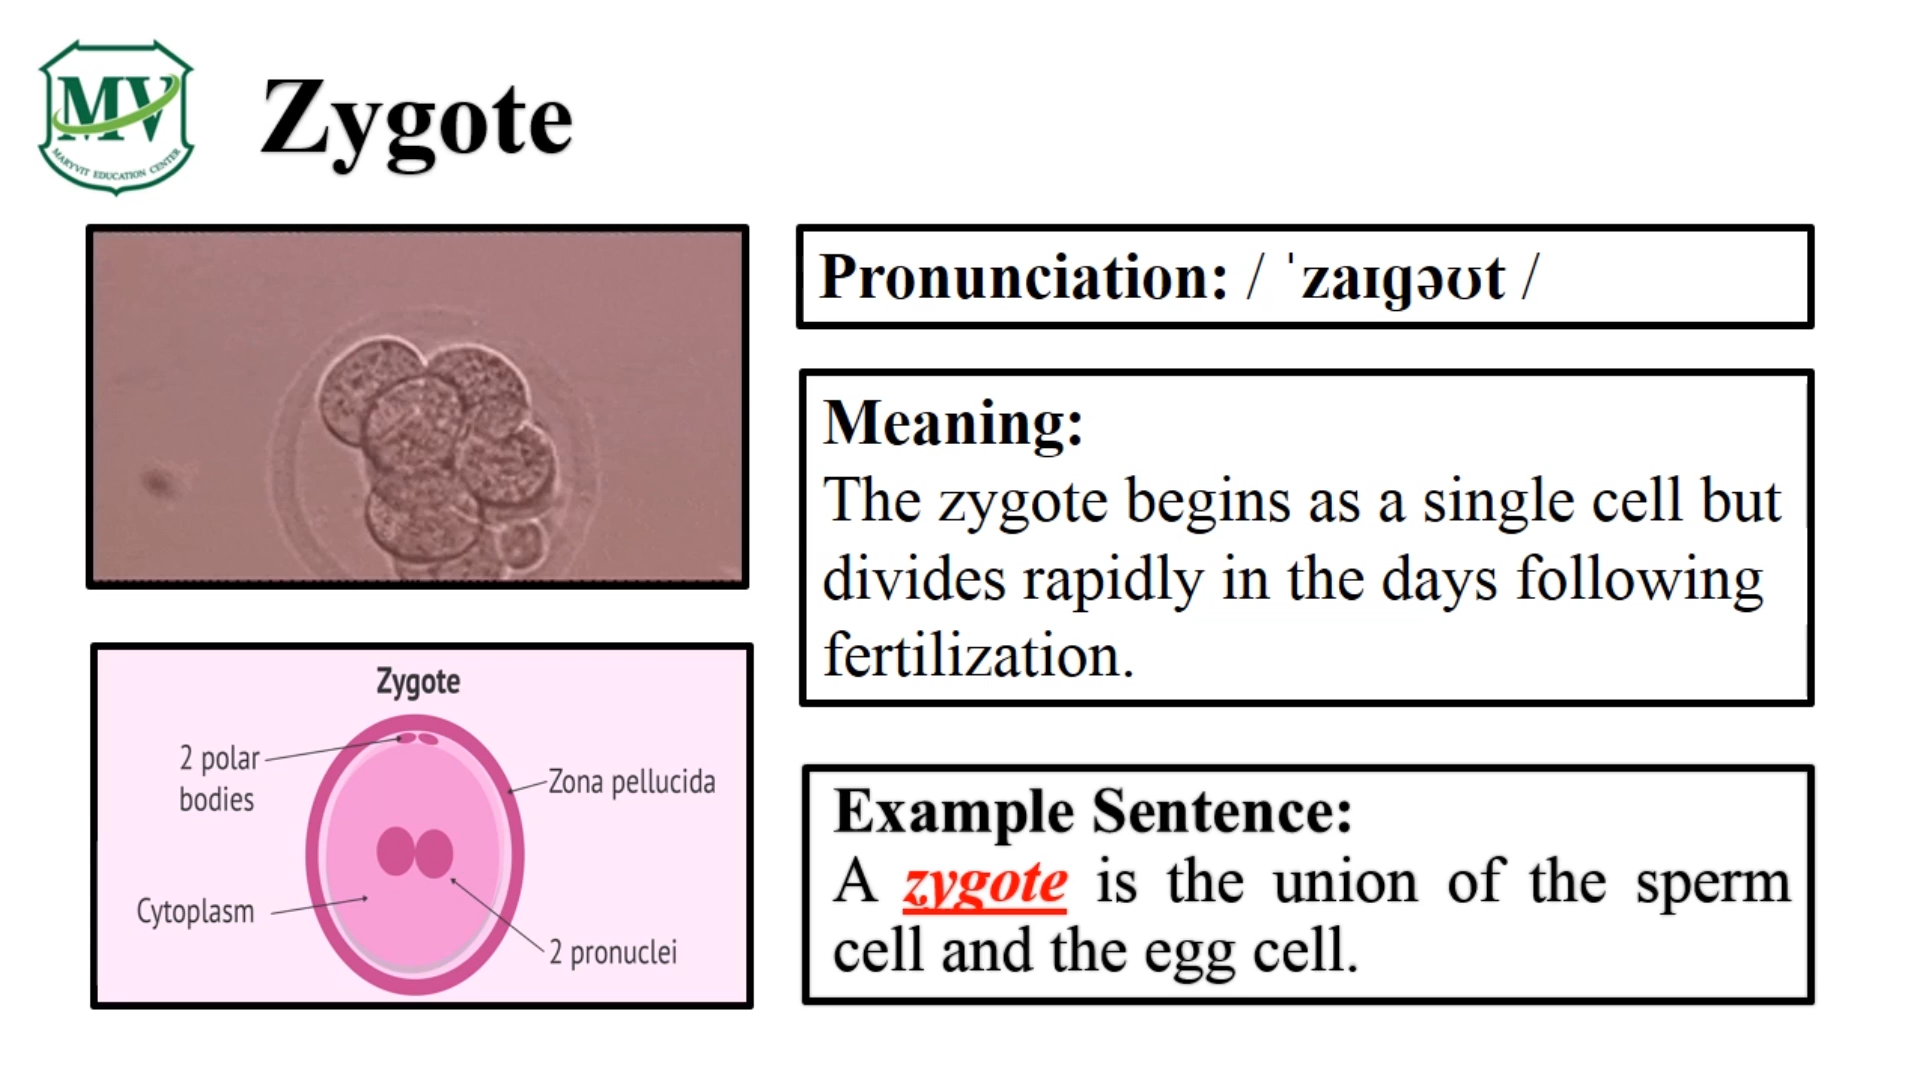 MV
MARYVIT EDUCATION CENTER
Zygote
Pronunciation: / ˈzaɪɡəʊt /
Meaning:
The zygote begins as a single cell but
divides rapidly in the days following
fertilization.
Zygote
2 polar
bodies
Zona pellucida
Cytoplasm
2 pronuclei
Example Sentence:
A zygote is the union of the sperm
cell and the egg cell.